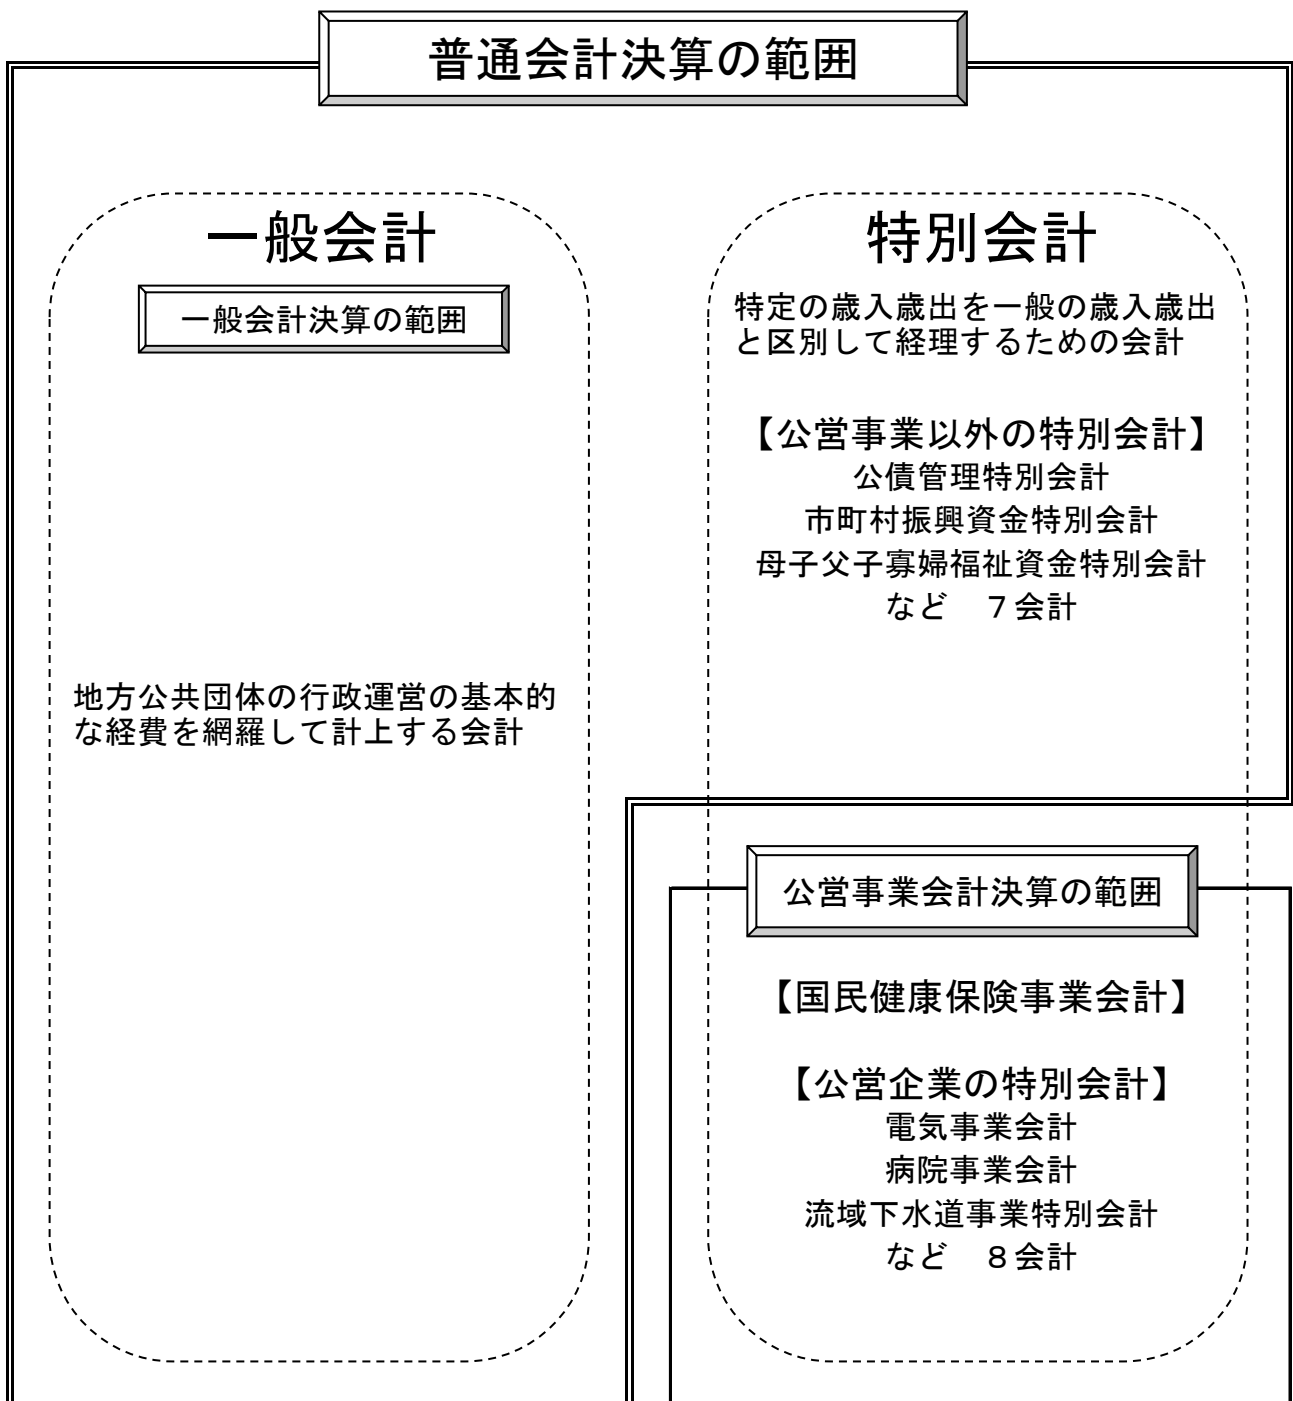 普通会計決算の範囲
一般会計
一般会計決算の範囲
地方公共団体の行政運営の基本的
な経費を網羅して計上する会計
特別会計
特定の歳入歳出を一般の歳入歳出
と区別して経理するための会計
【公営事業以外の特別会計】
公債管理特別会計
市町村振興資金特別会計
母子父子寡婦福祉資金特別会計
など　７会計
公営事業会計決算の範囲
【国民健康保険事業会計】
【公営企業の特別会計】
電気事業会計
病院事業会計
流域下水道事業特別会計
など　８会計